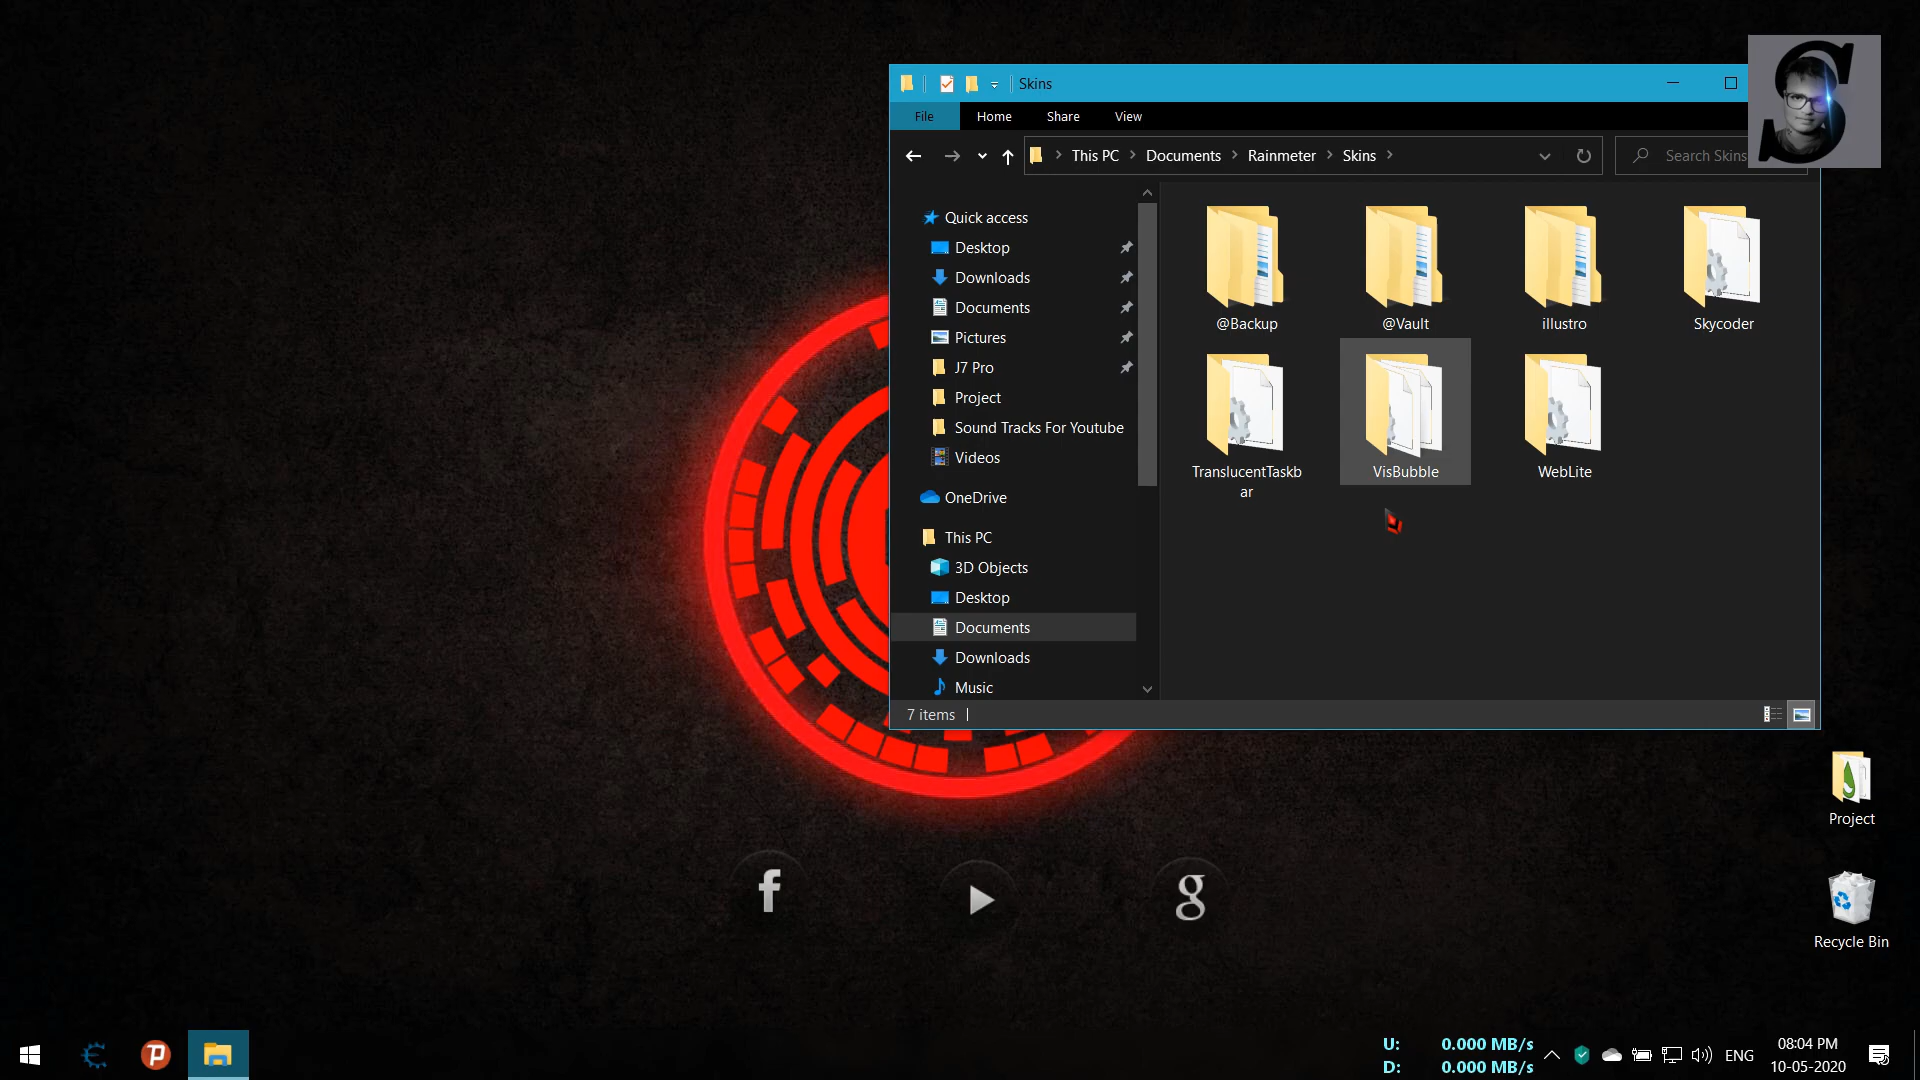 Skins
File Home Share View
This PC Documents Rainmeter Skins
Search Skins
Quick access
Desktop
Downloads
Documents
Pictures
J7 Pro
Project
Sound Tracks For Youtube
Videos
OneDrive
This PC
3D Objects
Desktop
Documents
Downloads
Music
@Backup @Vault illustro Skycoder
TranslucentTaskb
ar
VisBubble WebLite
7 items
S
Project
Recycle Bin
f g
U: 0.000 MB/s
D: 0.000 MB/s
ENG
08:04 PM
10-05-2020